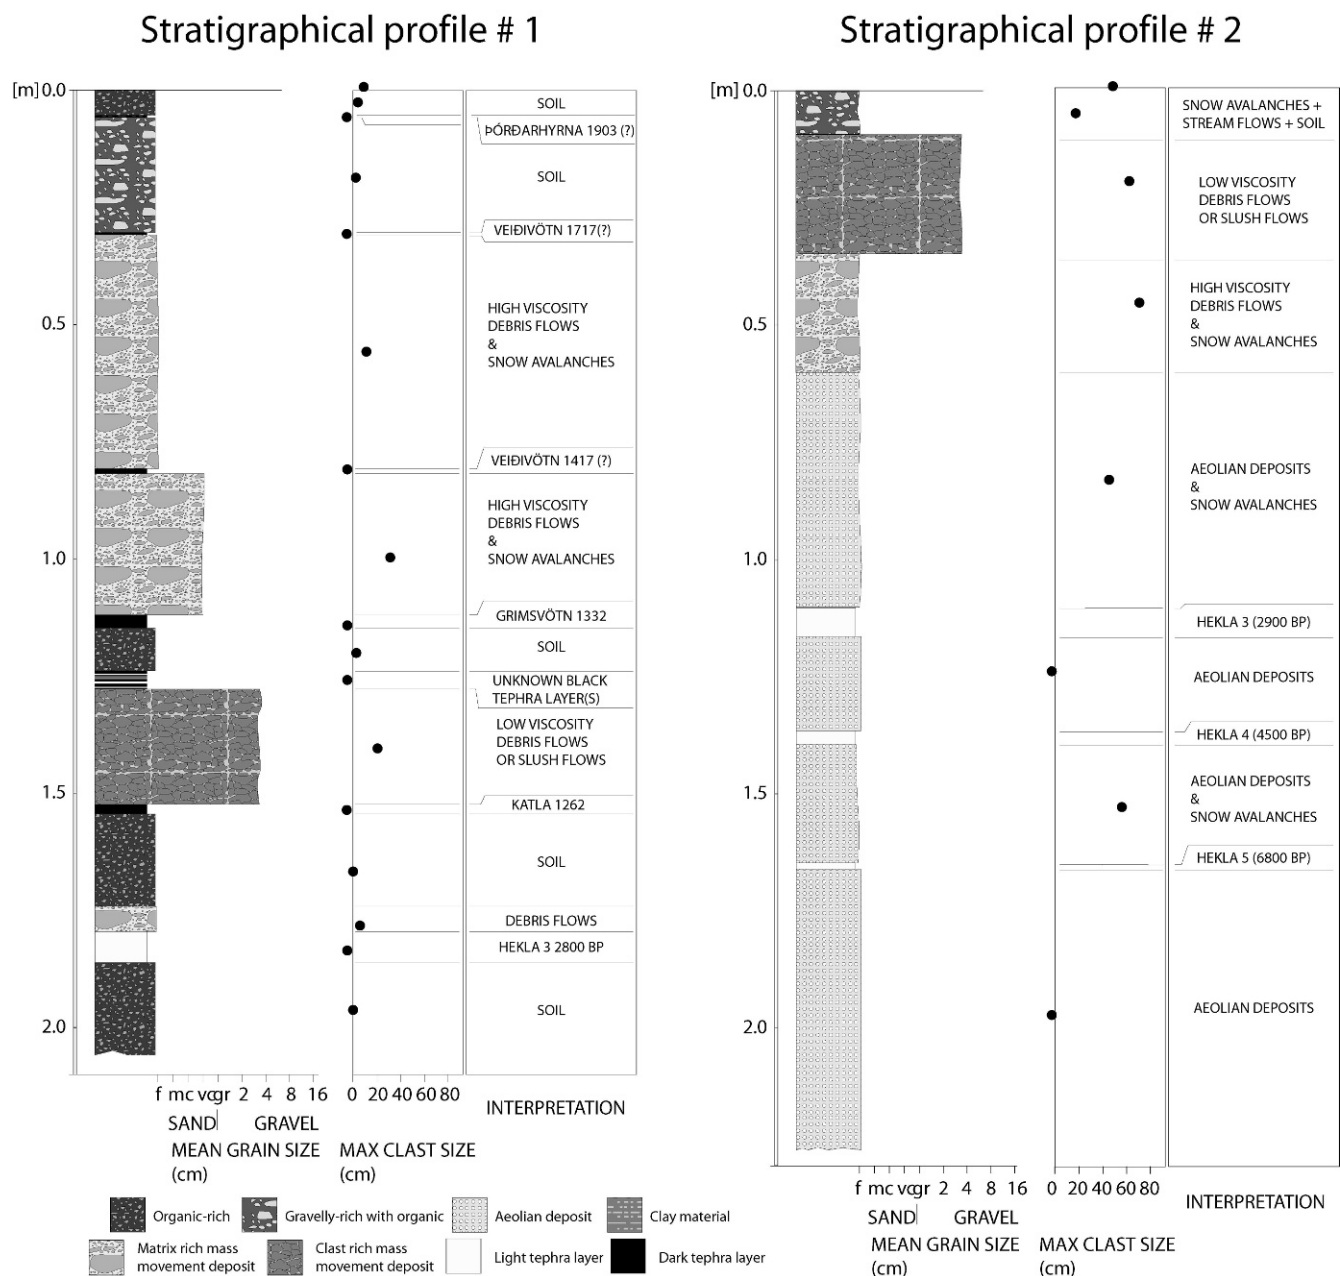 Stratigraphical profile # 1
[m] 0.0
0.5
1.0
1.5
2.0
SOIL
ÞÓRÐARHYRNA 1903 (?)
SOIL
VEIÐIVÖTN 1717(?)
HIGH VISCOSITY
DEBRIS FLOWS
&
SNOW AVALANCHES
VEIÐIVÖTN 1417 (?)
HIGH VISCOSITY
DEBRIS FLOWS
&
SNOW AVALANCHES
GRIMSVÖTN 1332
SOIL
UNKNOWN BLACK
TEPHRA LAYER(S)
LOW VISCOSITY
DEBRIS FLOWS
OR SLUSH FLOWS
KATLA 1262
SOIL
DEBRIS FLOWS
HEKLA 3 2800 BP
SOIL
f mc vcgr 2 4 8 16
SAND GRAVEL
MEAN GRAIN SIZE
(cm)
0 20 40 60 80
MAX CLAST SIZE
(cm)
INTERPRETATION
Stratigraphical profile # 2
[m] 0.0
0.5
1.0
1.5
2.0
SNOW AVALANCHES +
STREAM FLOWS + SOIL
LOW VISCOSITY
DEBRIS FLOWS
OR SLUSH FLOWS
HIGH VISCOSITY
DEBRIS FLOWS
&
SNOW AVALANCHES
AEOLIAN DEPOSITS
&
SNOW AVALANCHES
HEKLA 3 (2900 BP)
AEOLIAN DEPOSITS
HEKLA 4 (4500 BP)
AEOLIAN DEPOSITS
&
SNOW AVALANCHES
HEKLA 5 (6800 BP)
AEOLIAN DEPOSITS
f mc vcgr 2 4 8 16
SAND GRAVEL
MEAN GRAIN SIZE
(cm)
0 20 40 60 80
MAX CLAST SIZE
(cm)
INTERPRETATION
Organic-rich
Gravelly-rich with organic
Aeolian deposit
Clay material
Matrix rich mass
movement deposit
Clast rich mass
movement deposit
Light tephra layer
Dark tephra layer